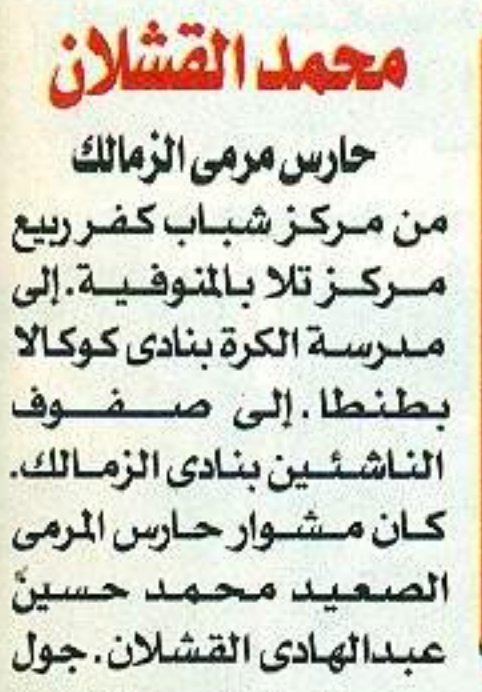 محمد القشلان
حارس مرمى الزمالك
من مركز شباب كفر ربيع
مركز تلا بالمنوفية. إلى
مدرسة الكرة بنادى كوكالا
بطنطا. إلى صفوف
الناشئين بنادى الزمالك.
كان مشوار حارس المرمى
الصعيد محمد حسين
عبدالهادى القشلان. جول